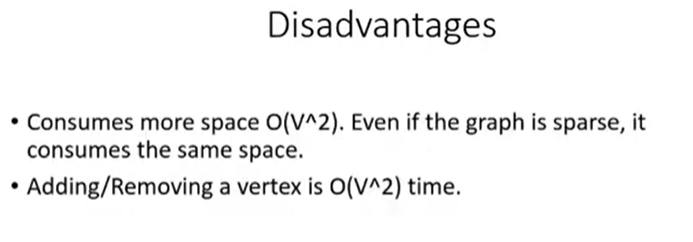 Disadvantages
• Consumes more space O(V^2). Even if the graph is sparse, it
consumes the same space.
• Adding/Removing a vertex is O(V^2) time.